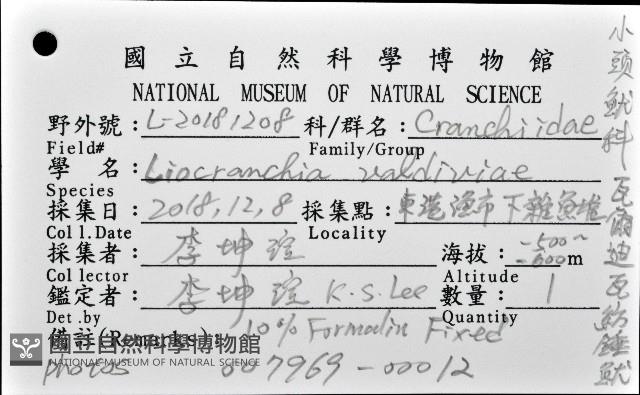 國立自然科學博物館
NATIONAL MUSEUM OF NATURAL SCIENCE
野外號:L-20181208 科/群名:Cranchiidae
Field# Family/Group
學 名:Liocranchia valdiviae
Species
採集日:2018,12,8 採集點:東港漁市下雜魚堆
Coll.Date Locality
採集者:李坤瑄 海拔:-500~-600m
Collector Altitude
鑑定者:李坤瑄 K.S.Lee 數量:1
Det.by Quantity
備註(Remarks): 10% Formalin Fixed
photos 007969-00012
小頭魷科 瓦爾迪瓦紡錘魷
國立自然科學博物館
NATIONAL MUSEUM OF NATURAL SCIENCE